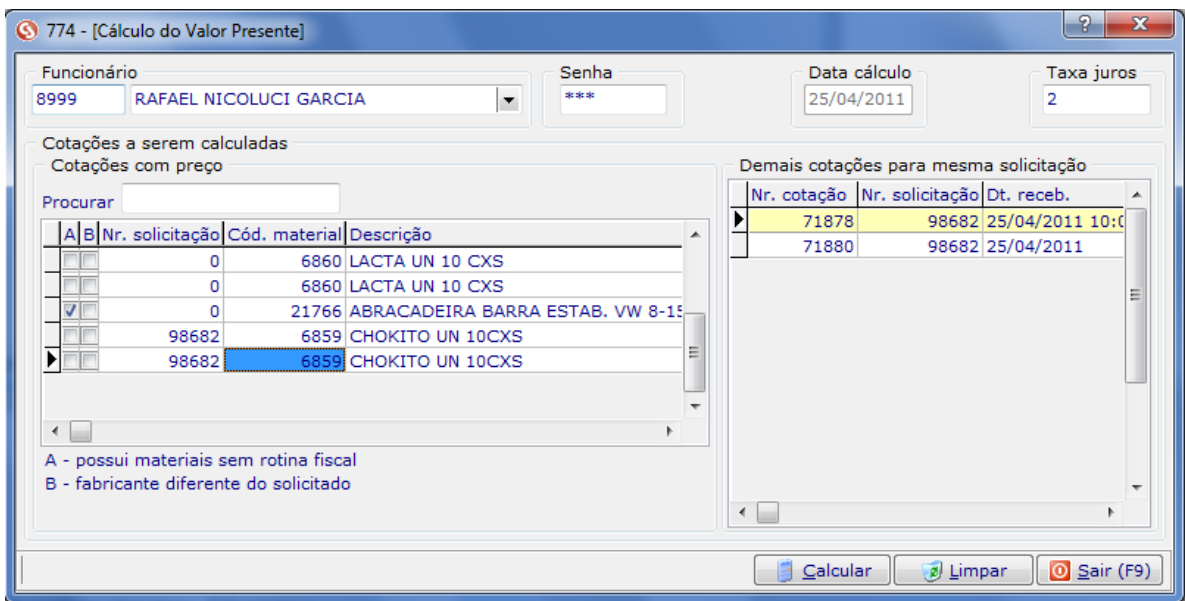 774 - [Cálculo do Valor Presente]
Funcionário Senha Data cálculo Taxa juros
8999 RAFAEL NICOLUCI GARCIA *** 25/04/2011 2
Cotações a serem calculadas
Cotações com preço
Procurar
A B Nr. solicitação Cód. material Descrição
0 6860 LACTA UN 10 CXS
0 6860 LACTA UN 10 CXS
0 21766 ABRACADEIRA BARRA ESTAB. VW 8-15
98682 6859 CHOKITO UN 10CXS
98682 6859 CHOKITO UN 10CXS
A - possui materiais sem rotina fiscal
B - fabricante diferente do solicitado
Demais cotações para mesma solicitação
Nr. cotação Nr. solicitação Dt. receb.
71878 98682 25/04/2011 10:0
71880 98682 25/04/2011
Calcular Limpar Sair (F9)